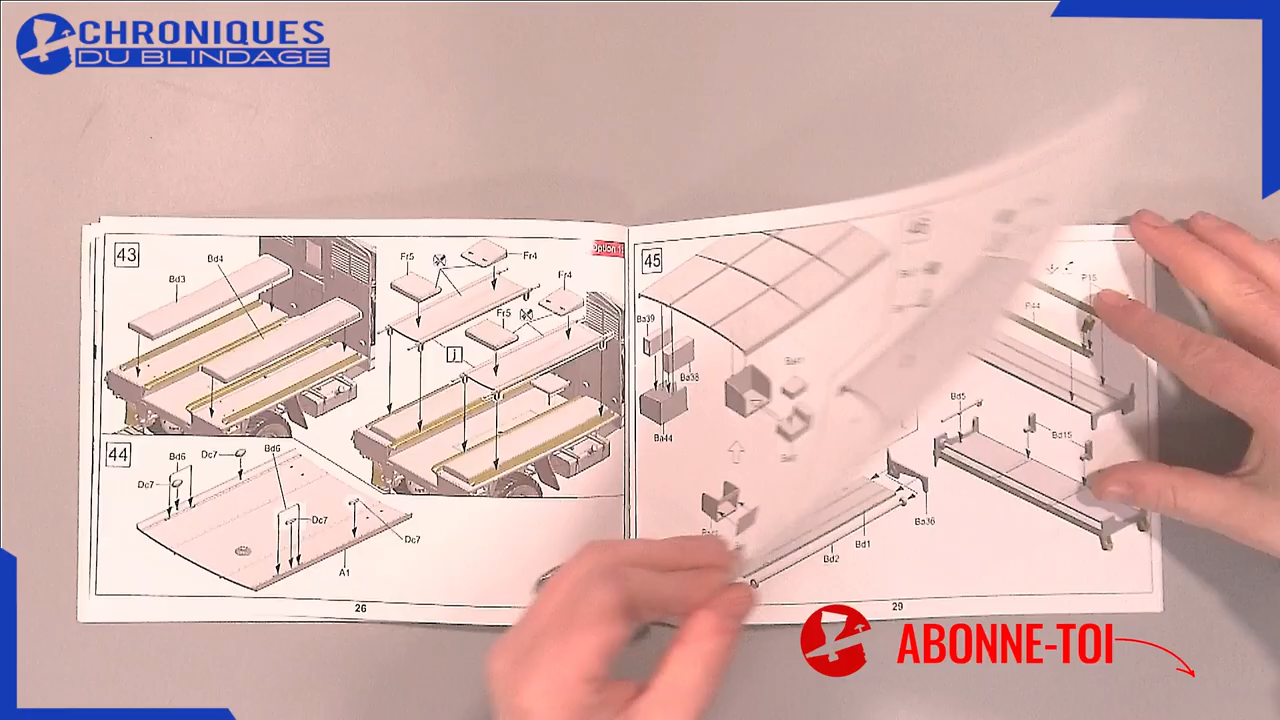 CHRONIQUES
DU BLINDAGE
43
Bd3
Bd4
Fr5
Fr4
Fr4
Fr5
j
44
Bd6
Dc7
Bd6
Dc7
Dc7
Dc7
A1
26
45
Ba39
Ba38
Ba44
P15
Bd5
Bd15
Ba36
Bd1
Bd2
29
ABONNE-TOI